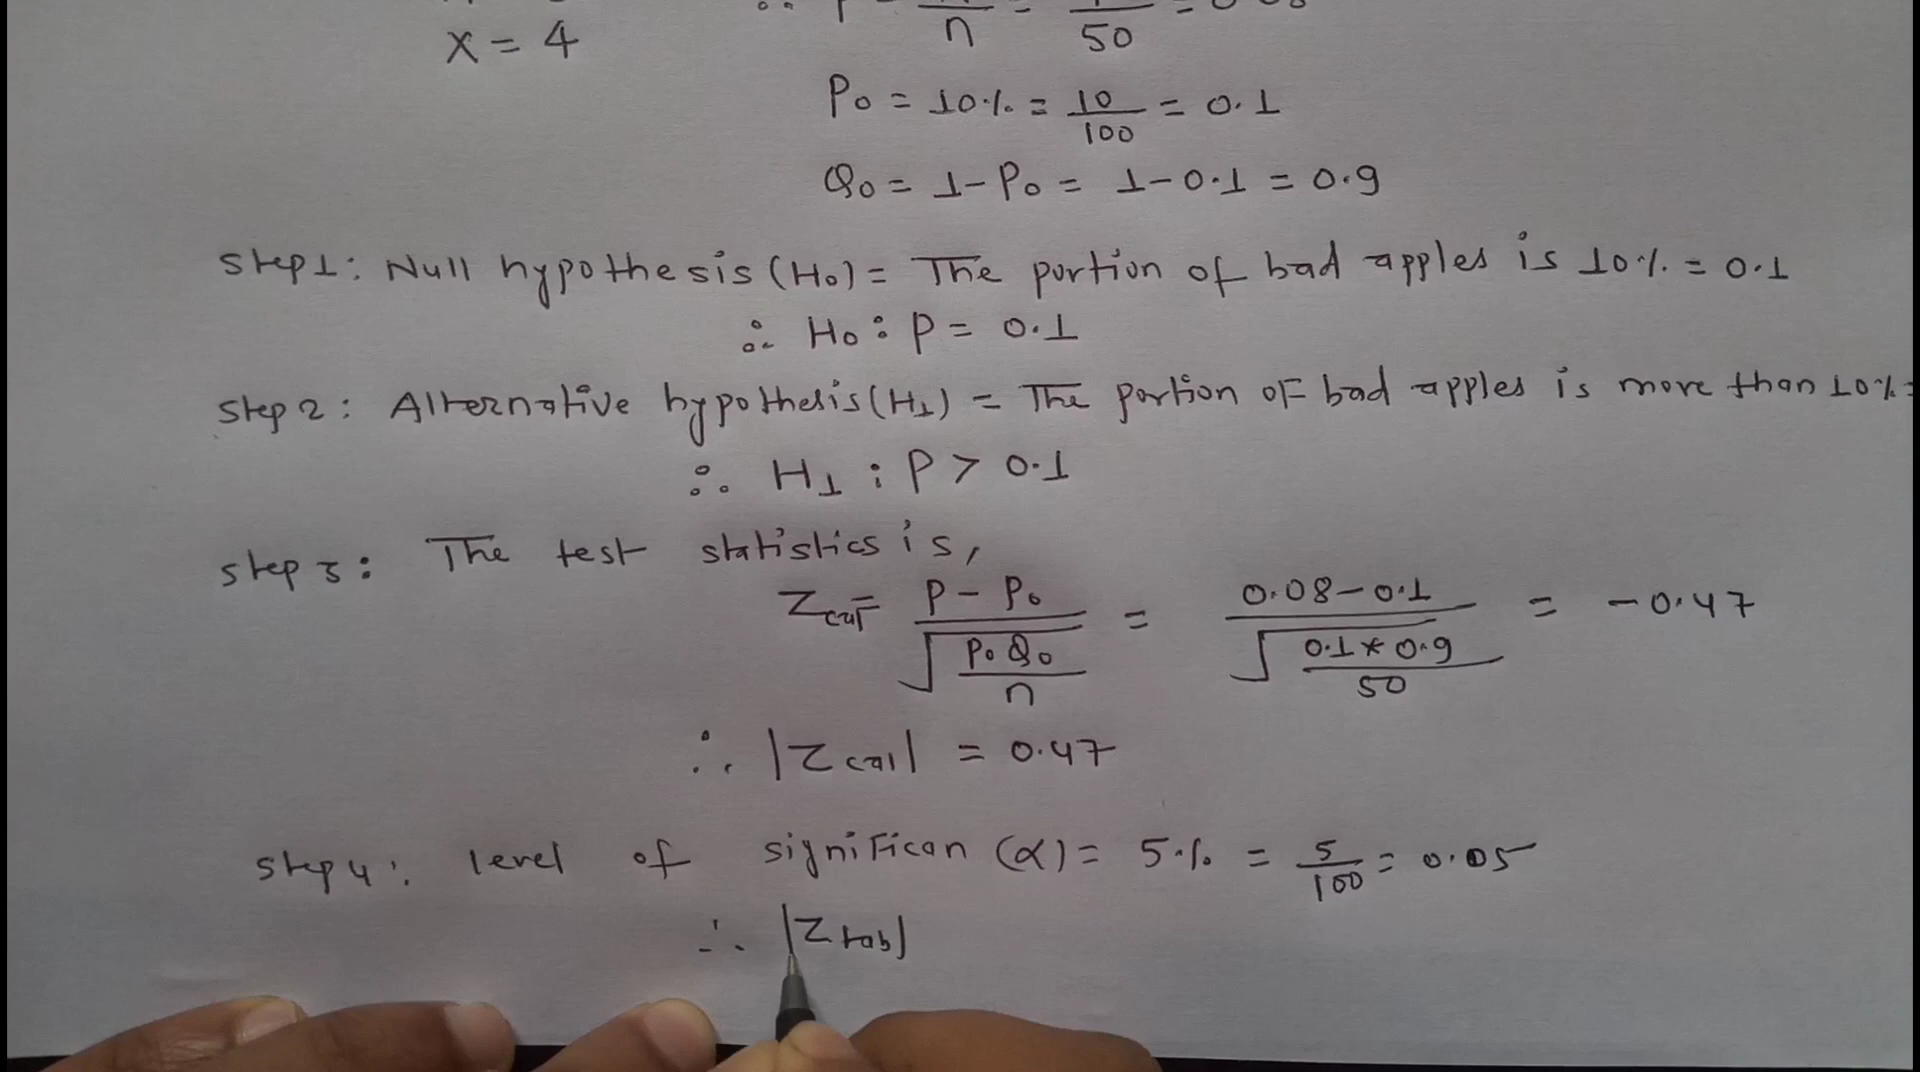 n 50
x = 4
P0 = 10% = 10/100 = 0.1
Q0 = 1-P0 = 1-0.1 = 0.9
Step1: Null hypothesis (H0) = The portion of bad apples is 10% = 0.1
∴ H0 : P = 0.1
Step 2: Alternative hypothesis (H1) = The portion of bad apples is more than 10% =
∴ H1 : P > 0.1
Step 3: The test statistics is,
Zcal = P - P0 / √(P0 Q0 / n) = 0.08-0.1 / √(0.1*0.9 / 50) = -0.47
∴ |Zcal| = 0.47
Step 4: level of significan (α) = 5% = 5/100 = 0.05
∴ |Ztab|